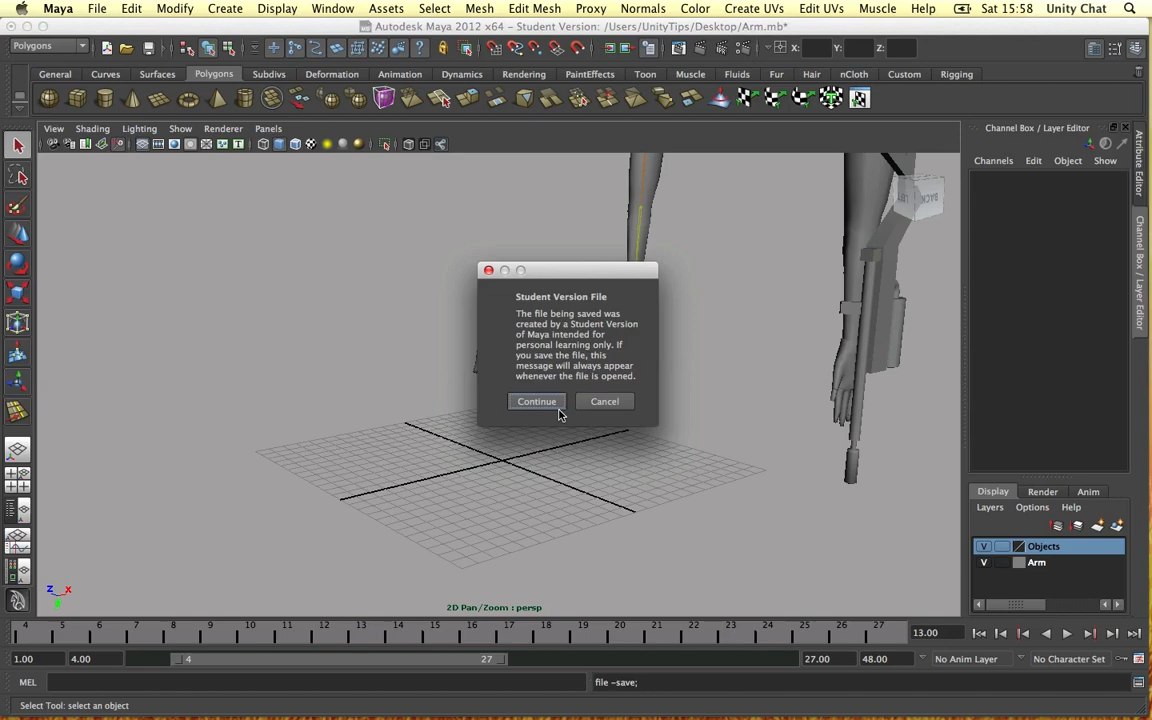 Maya File Edit Modify Create Display Window Assets Select Mesh Edit Mesh Proxy Normals Color Create UVs Edit UVs Muscle Help Sat 15:58 Unity Chat
Autodesk Maya 2012 x64 - Student Version: /Users/UnityTips/Desktop/Arm.mb*
Polygons X: Y: Z:
General Curves Surfaces Polygons Subdivs Deformation Animation Dynamics Rendering PaintEffects Toon Muscle Fluids Fur Hair nCloth Custom Rigging
View Shading Lighting Show Renderer Panels
Channel Box / Layer Editor
Channels Edit Object Show
Attribute Editor
Channel Box / Layer Editor
BACK
Student Version File
The file being saved was
created by a Student Version
of Maya intended for
personal learning only. If
you save the file, this
message will always appear
whenever the file is opened.
Continue Cancel
Display Render Anim
Layers Options Help
V Objects
V Arm
z x
y
2D Pan/Zoom : persp
4 5 6 7 8 9 10 11 12 13 14 15 16 17 18 19 20 21 22 23 24 25 26 27 13.00
1.00 4.00 4 27 27.00 48.00 No Anim Layer No Character Set
MEL file -save;
Select Tool: select an object